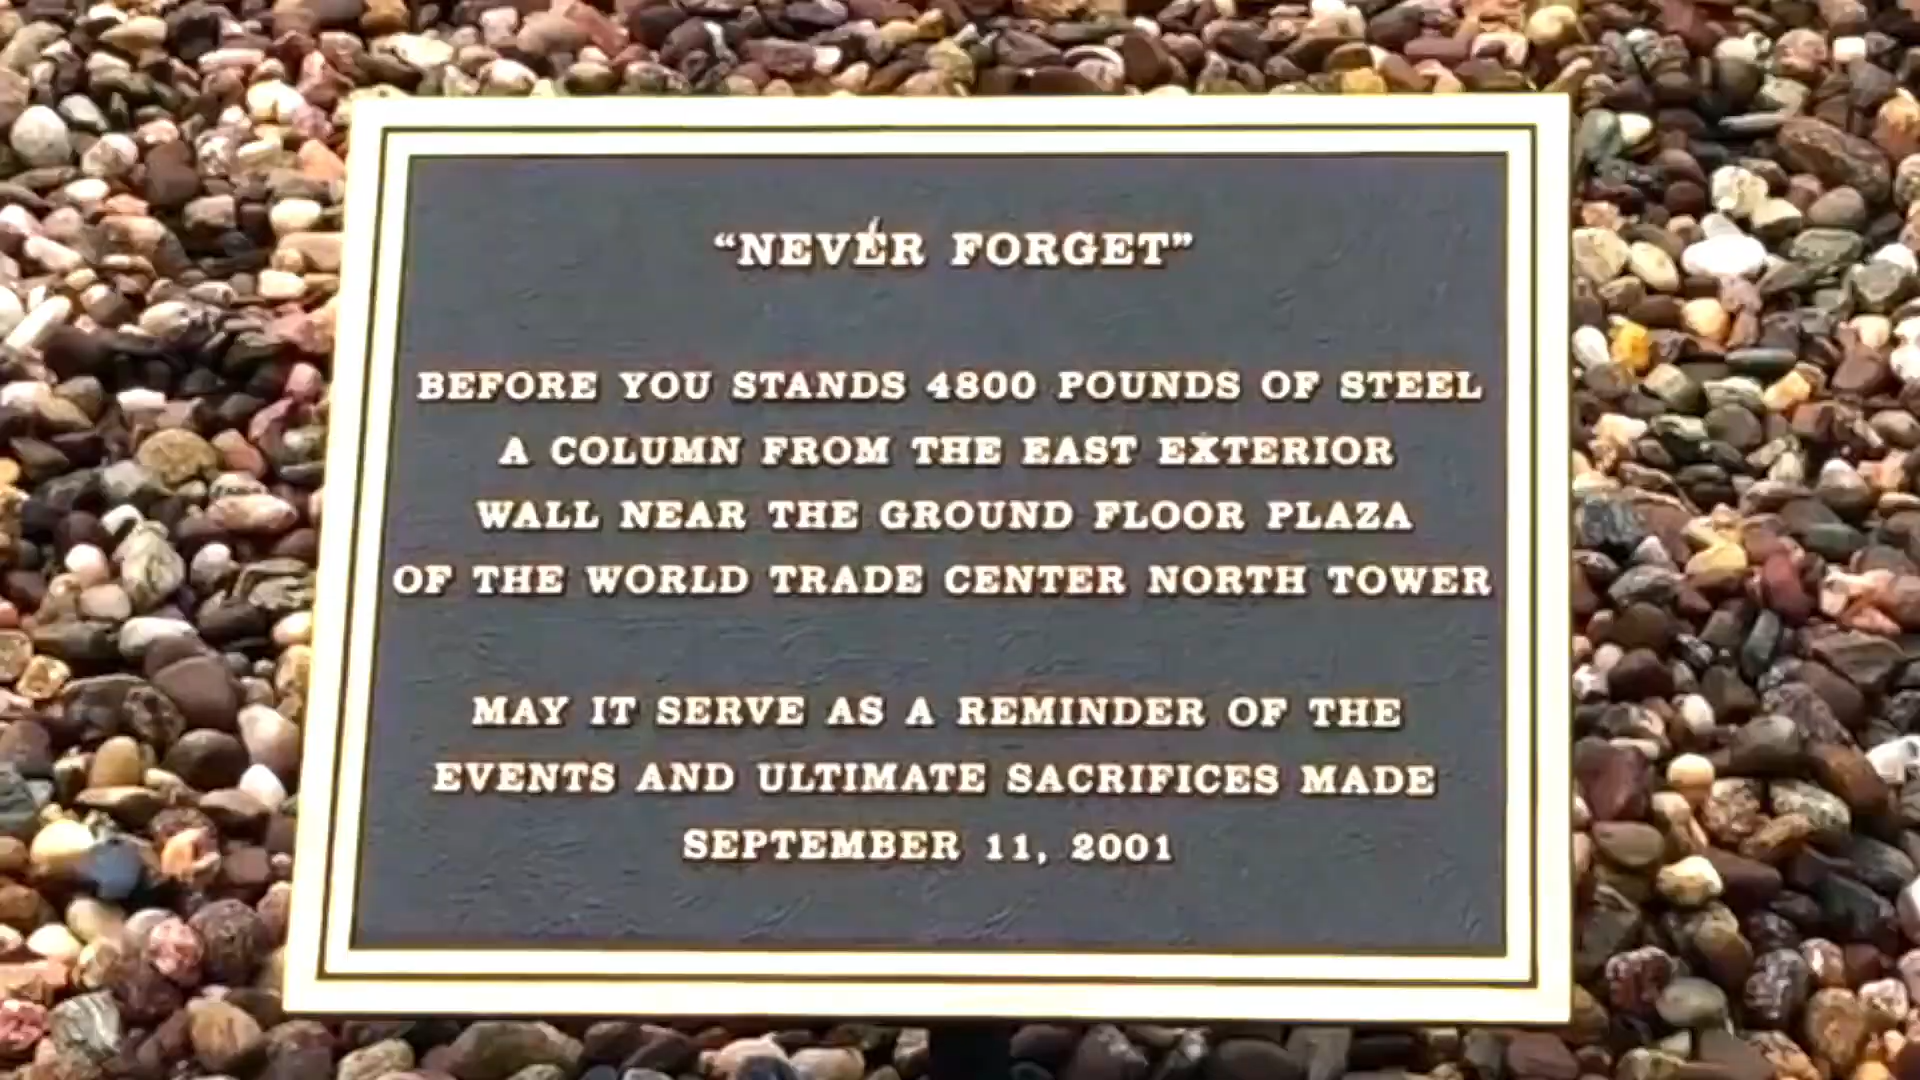 “NEVER FORGET”
BEFORE YOU STANDS 4800 POUNDS OF STEEL
A COLUMN FROM THE EAST EXTERIOR
WALL NEAR THE GROUND FLOOR PLAZA
OF THE WORLD TRADE CENTER NORTH TOWER
MAY IT SERVE AS A REMINDER OF THE
EVENTS AND ULTIMATE SACRIFICES MADE
SEPTEMBER 11, 2001